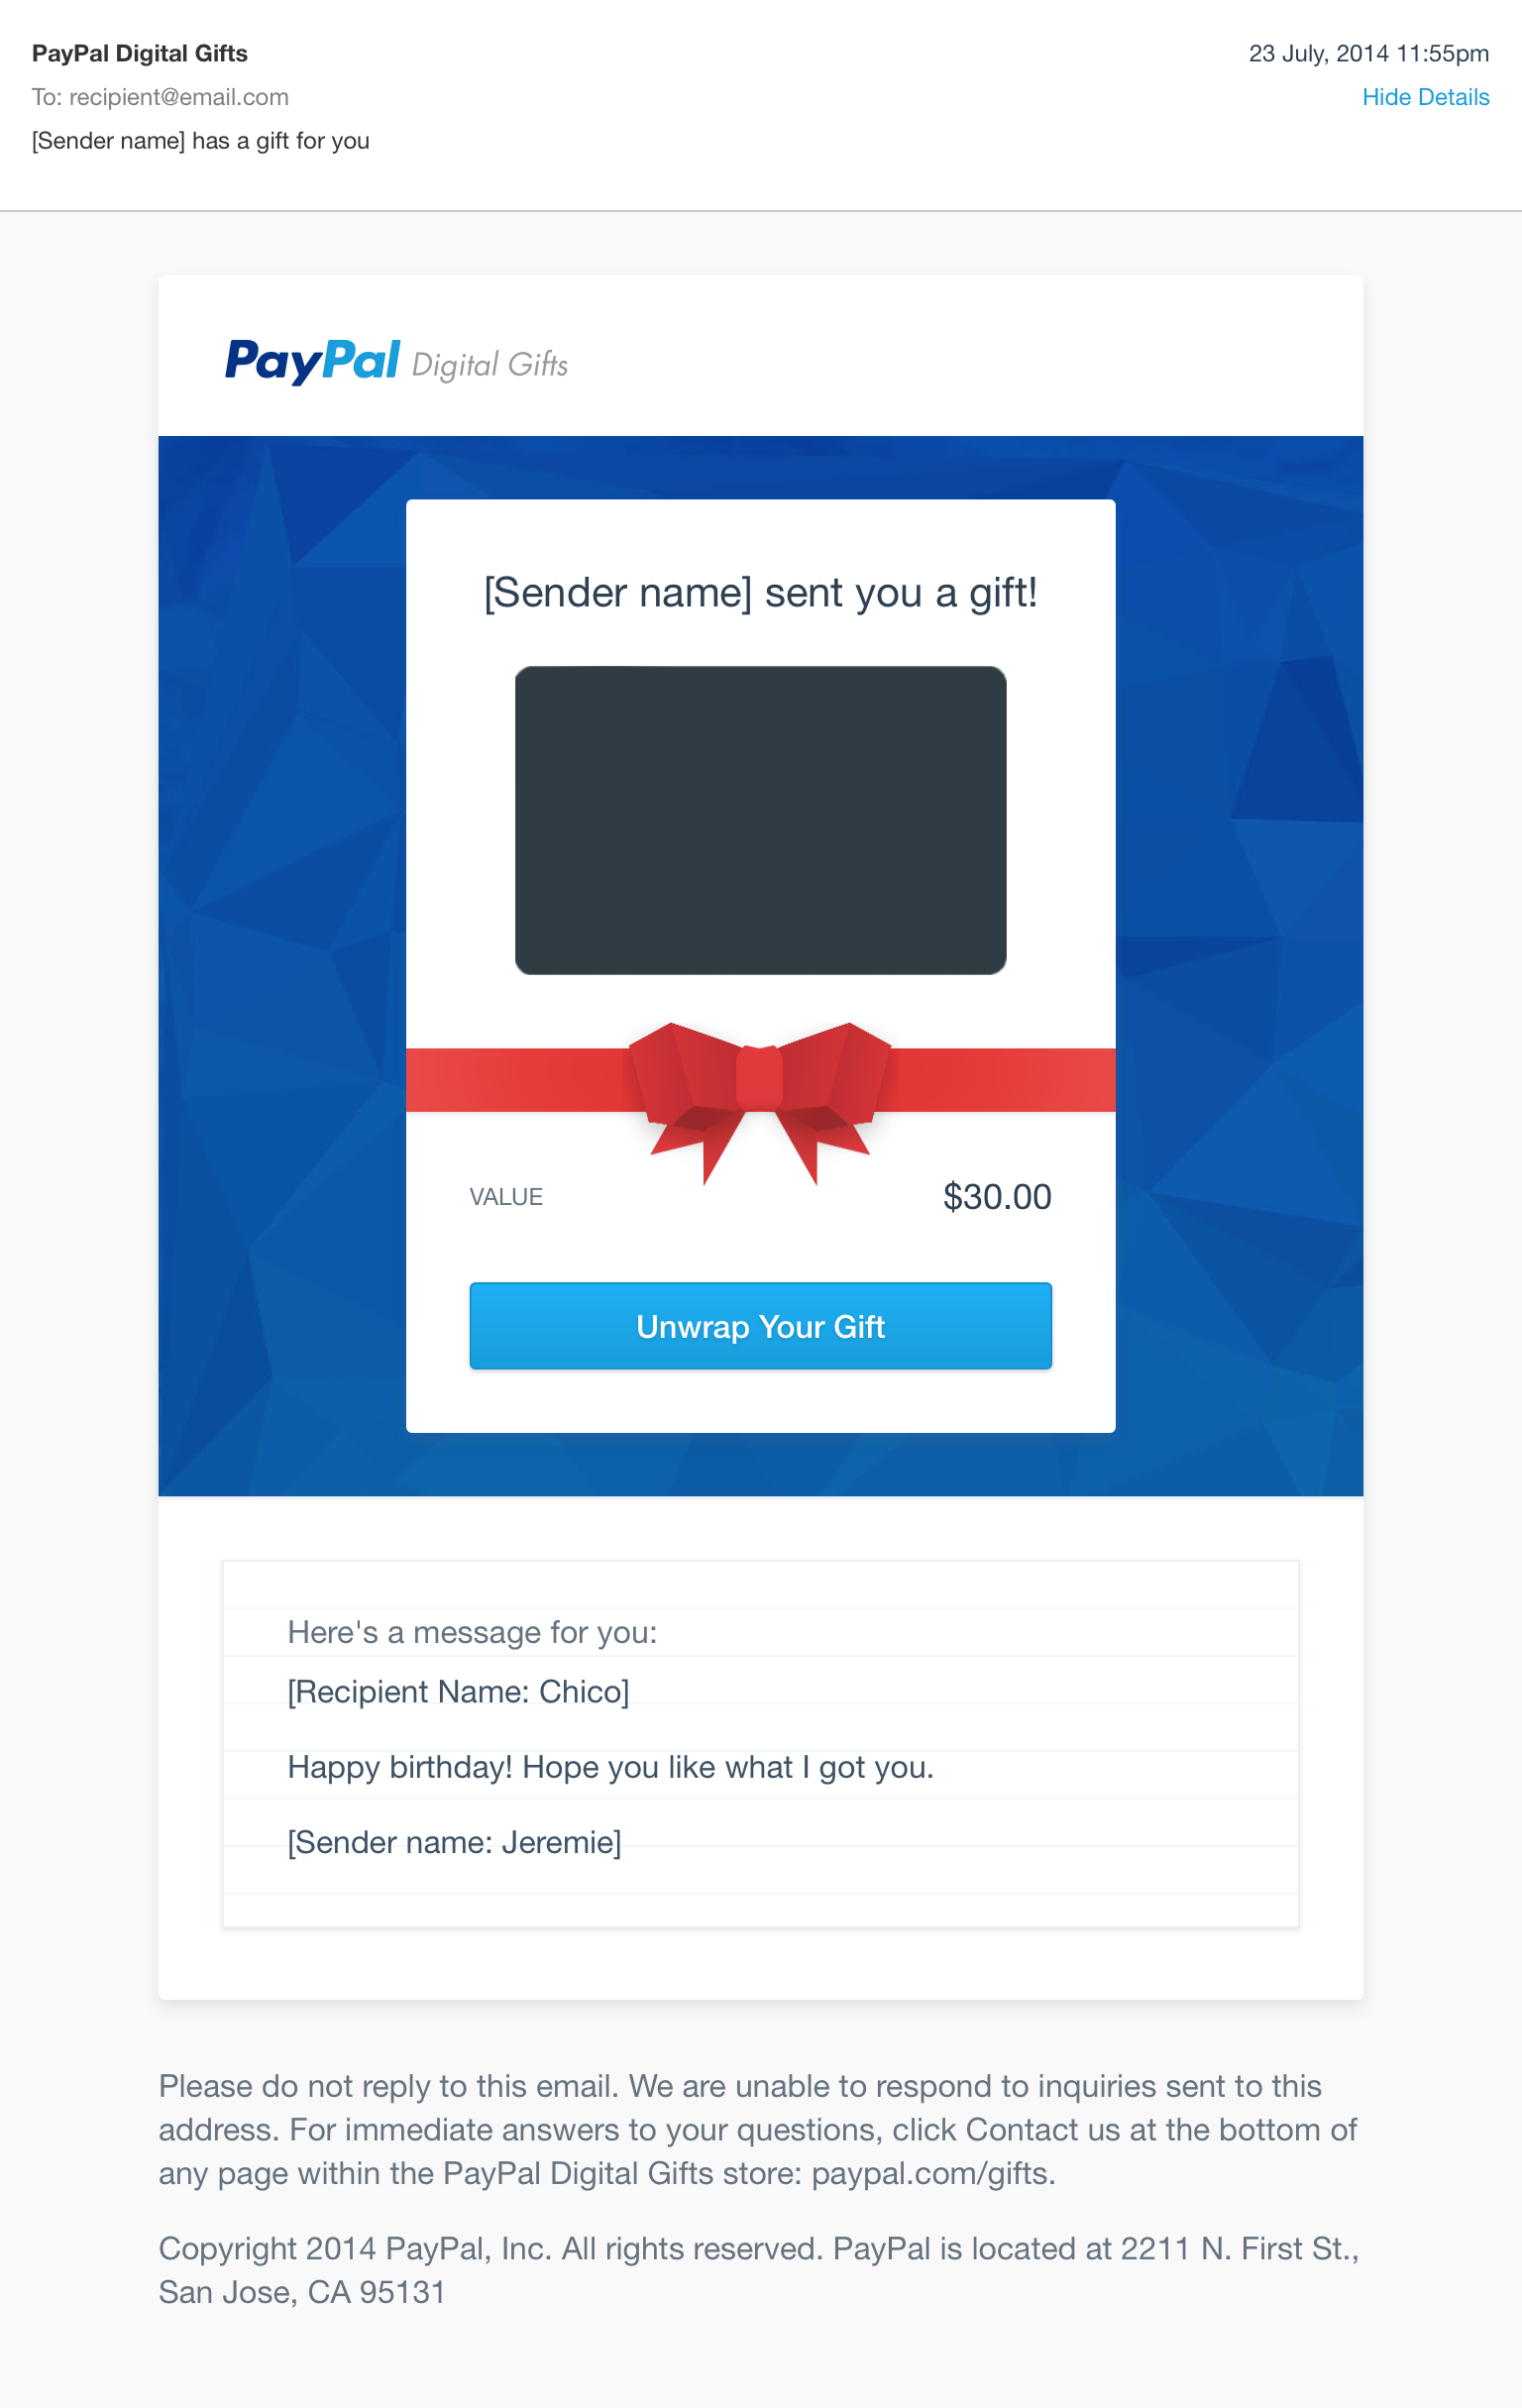 PayPal Digital Gifts
23 July, 2014 11:55pm
To: recipient@email.com
Hide Details
[Sender name] has a gift for you
PayPal Digital Gifts
[Sender name] sent you a gift!
VALUE
$30.00
Unwrap Your Gift
Here's a message for you:
[Recipient Name: Chico]
Happy birthday! Hope you like what I got you.
[Sender name: Jeremie]
Please do not reply to this email. We are unable to respond to inquiries sent to this
address. For immediate answers to your questions, click Contact us at the bottom of
any page within the PayPal Digital Gifts store: paypal.com/gifts.
Copyright 2014 PayPal, Inc. All rights reserved. PayPal is located at 2211 N. First St.,
San Jose, CA 95131